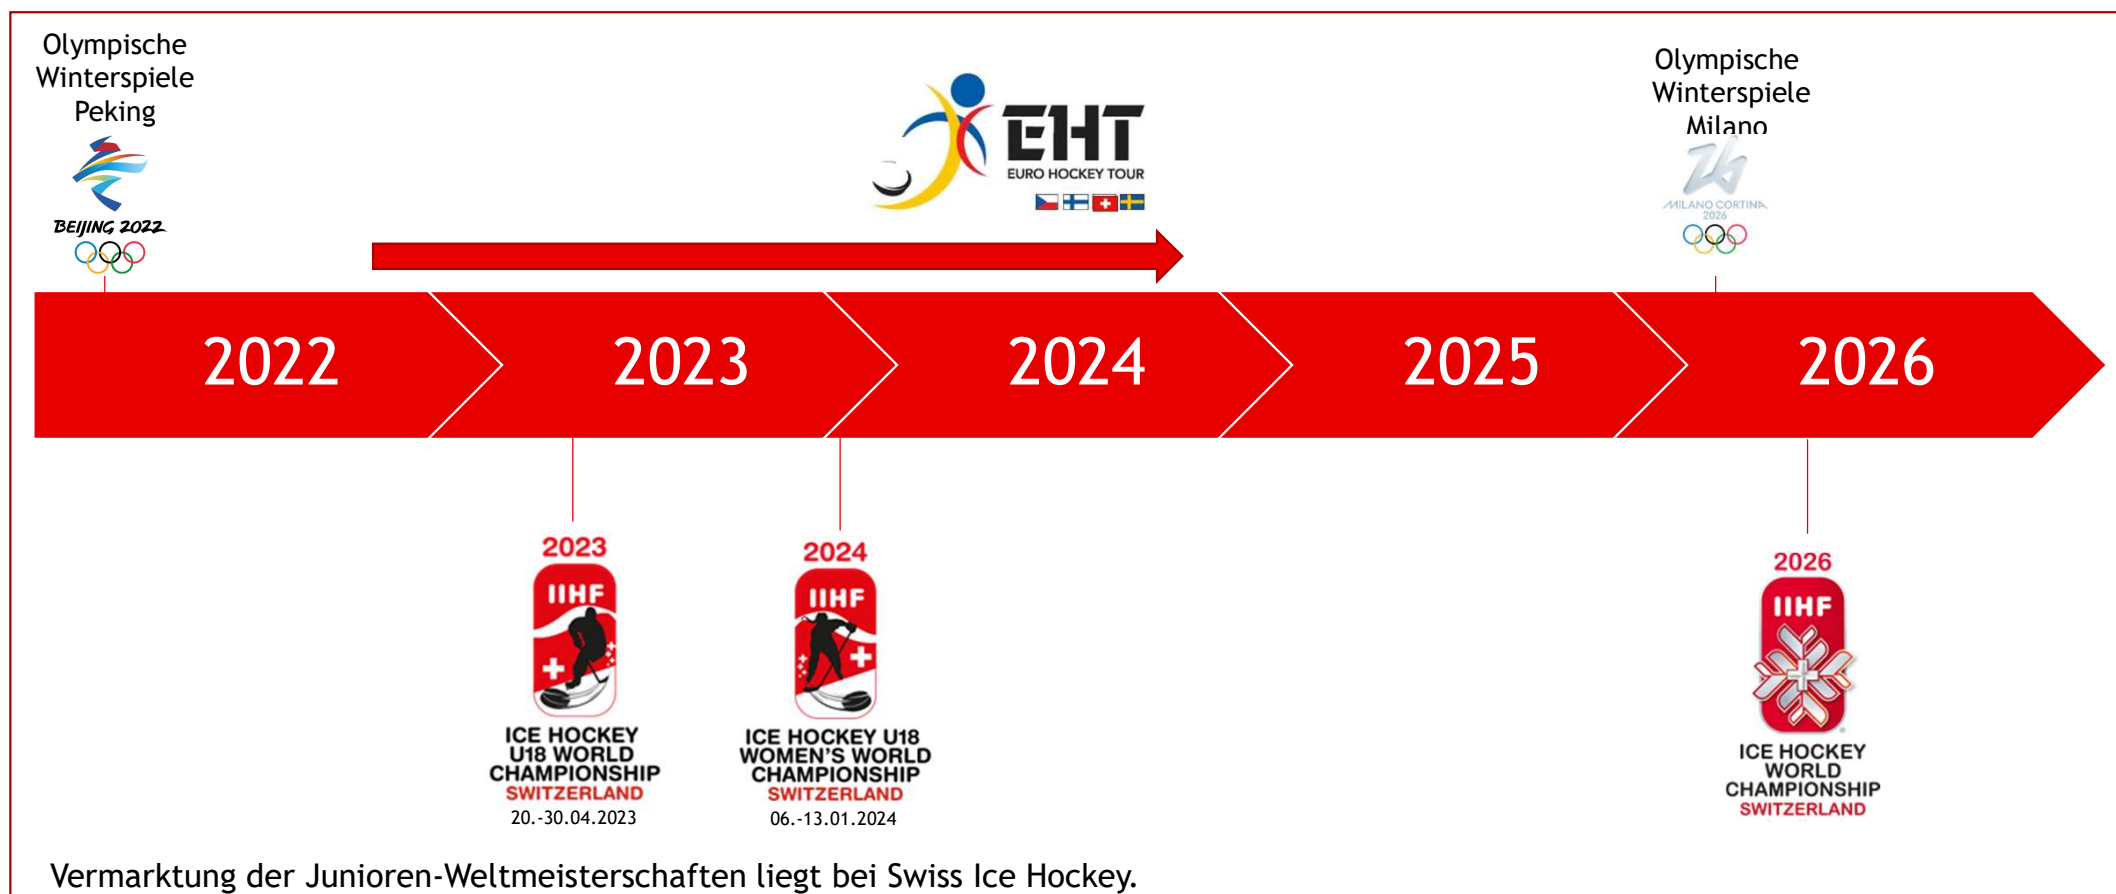 Olympische
Winterspiele
Peking
BEIJING 2022
EHT
EURO HOCKEY TOUR
Olympische
Winterspiele
Milano
26
MILANO CORTINA
2026
2022
2023
2024
2025
2026
2023
IIHF
ICE HOCKEY
U18 WORLD
CHAMPIONSHIP
SWITZERLAND
20.-30.04.2023
2024
IIHF
ICE HOCKEY U18
WOMEN'S WORLD
CHAMPIONSHIP
SWITZERLAND
06.-13.01.2024
2026
IIHF
ICE HOCKEY
WORLD
CHAMPIONSHIP
SWITZERLAND
Vermarktung der Junioren-Weltmeisterschaften liegt bei Swiss Ice Hockey.